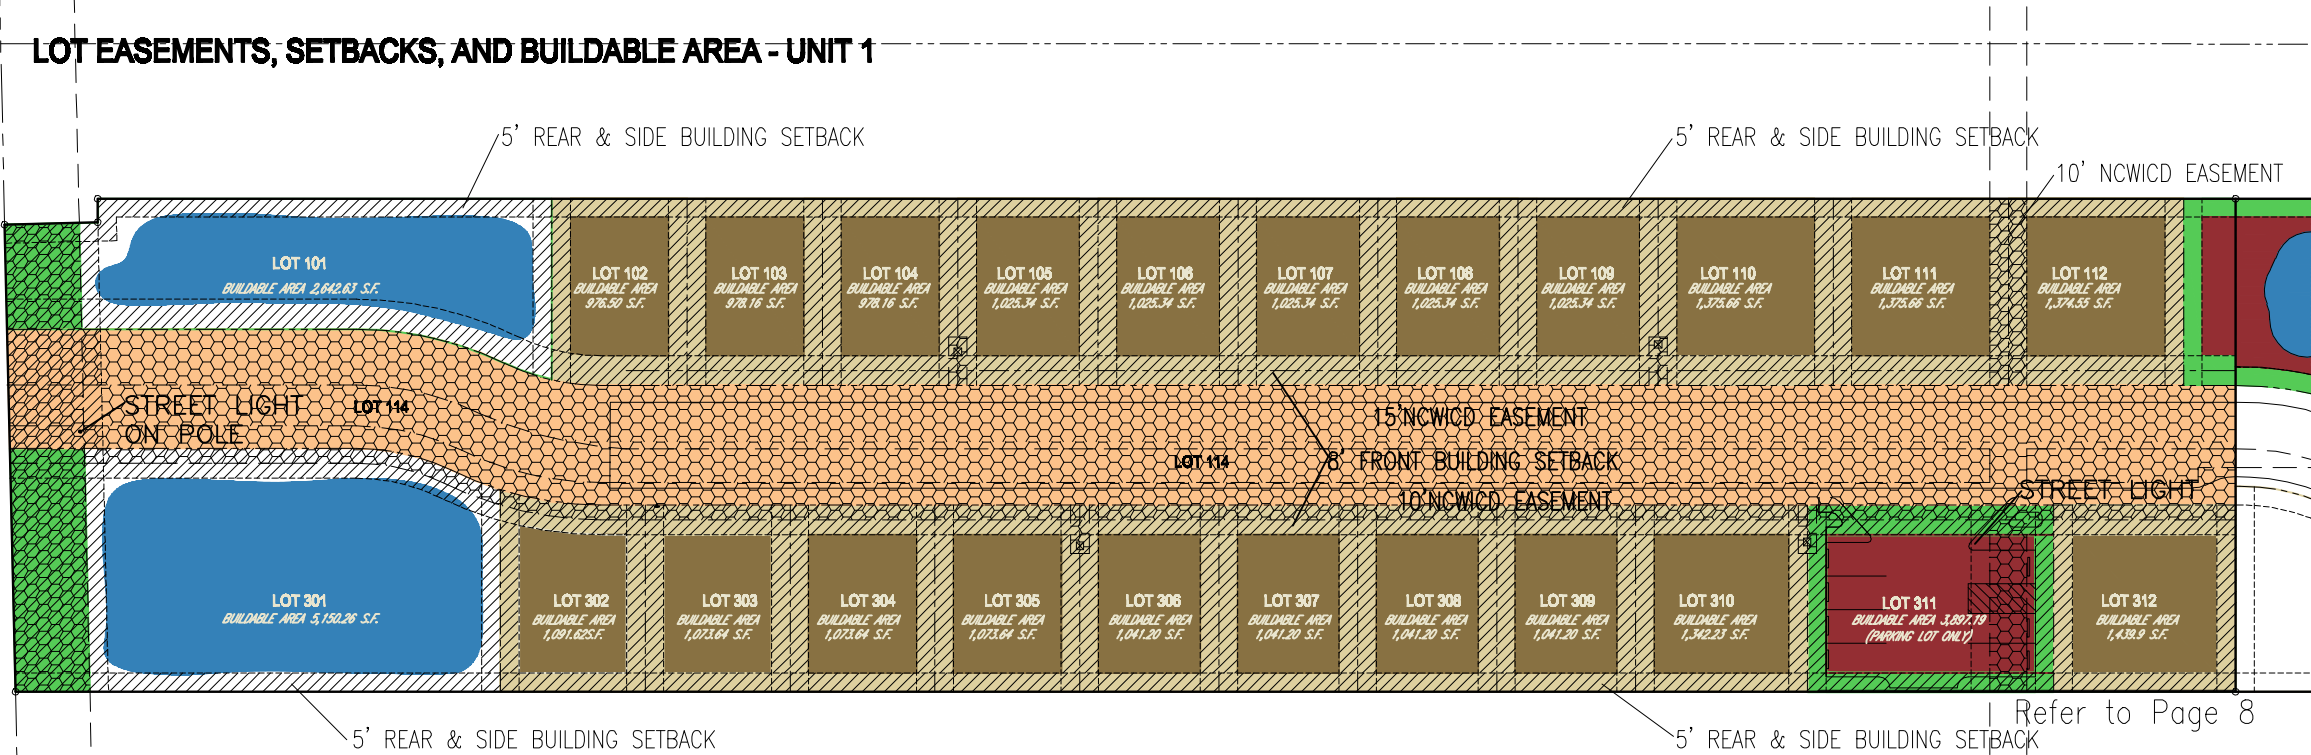 LOT EASEMENTS, SETBACKS, AND BUILDABLE AREA - UNIT 1
5' REAR & SIDE BUILDING SETBACK
5' REAR & SIDE BUILDING SETBACK
10' NCWICD EASEMENT
LOT 101
BUILDABLE AREA 2,642.63 S.F.
LOT 102
BUILDABLE AREA
976.50 S.F.
LOT 103
BUILDABLE AREA
978.16 S.F.
LOT 104
BUILDABLE AREA
978.16 S.F.
LOT 105
BUILDABLE AREA
1,025.34 S.F.
LOT 106
BUILDABLE AREA
1,025.34 S.F.
LOT 107
BUILDABLE AREA
1,025.34 S.F.
LOT 108
BUILDABLE AREA
1,025.34 S.F.
LOT 109
BUILDABLE AREA
1,025.34 S.F.
LOT 110
BUILDABLE AREA
1,375.66 S.F.
LOT 111
BUILDABLE AREA
1,375.66 S.F.
LOT 112
BUILDABLE AREA
1,374.55 S.F.
STREET LIGHT
ON POLE
LOT 114
15'NCWICD EASEMENT
LOT 114
8' FRONT BUILDING SETBACK
10'NCWICD EASEMENT
STREET LIGHT
LOT 301
BUILDABLE AREA 5,150.26 S.F.
LOT 302
BUILDABLE AREA
1,091.62S.F.
LOT 303
BUILDABLE AREA
1,073.64 S.F.
LOT 304
BUILDABLE AREA
1,073.64 S.F.
LOT 305
BUILDABLE AREA
1,073.64 S.F.
LOT 306
BUILDABLE AREA
1,041.20 S.F.
LOT 307
BUILDABLE AREA
1,041.20 S.F.
LOT 308
BUILDABLE AREA
1,041.20 S.F.
LOT 309
BUILDABLE AREA
1,041.20 S.F.
LOT 310
BUILDABLE AREA
1,342.23 S.F.
LOT 311
BUILDABLE AREA 3,897.19
(PARKING LOT ONLY)
LOT 312
BUILDABLE AREA
1,439.9 S.F.
Refer to Page 8
5' REAR & SIDE BUILDING SETBACK
5' REAR & SIDE BUILDING SETBACK